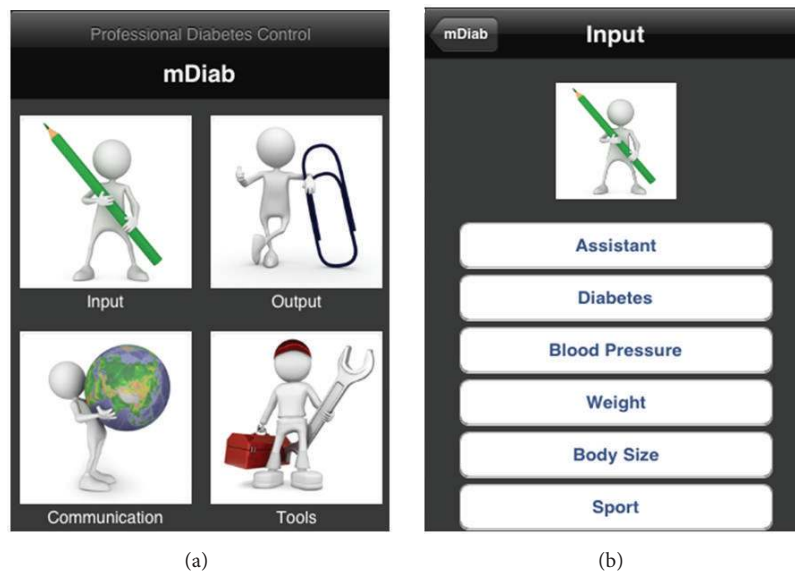 Professional Diabetes Control
mDiab
Input
Output
Communication
Tools
(a)
mDiab
Input
Assistant
Diabetes
Blood Pressure
Weight
Body Size
Sport
(b)